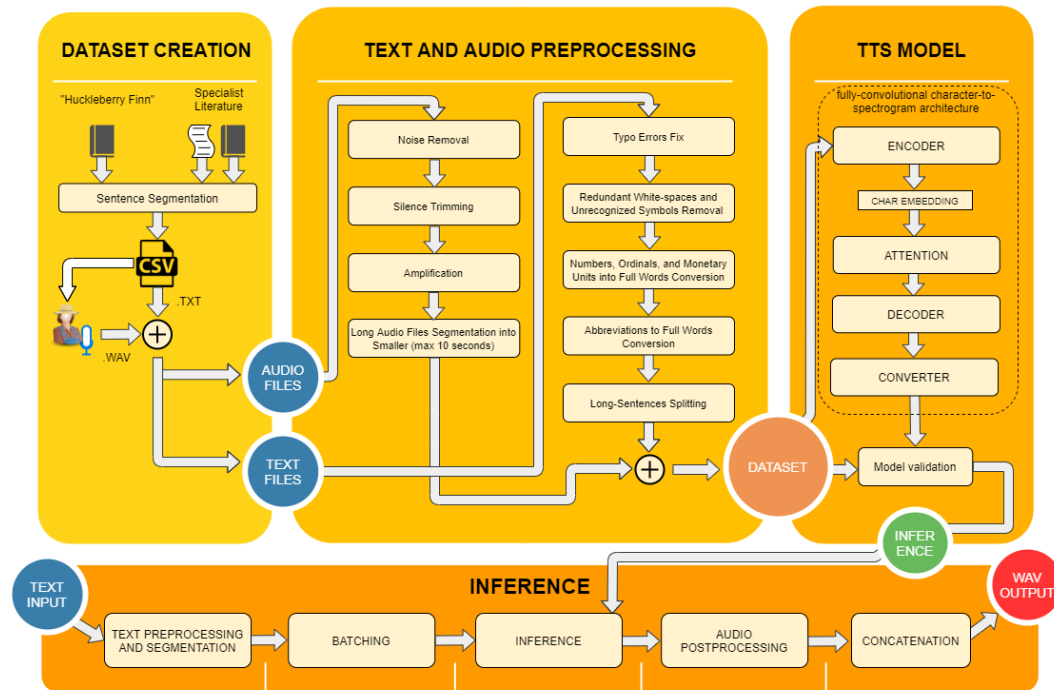 DATASET CREATION
"Huckleberry Finn"
Specialist
Literature
Sentence Segmentation
CSV
.TXT
.WAV
AUDIO
FILES
TEXT
FILES
TEXT AND AUDIO PREPROCESSING
Noise Removal
Silence Trimming
Amplification
Long Audio Files Segmentation into
Smaller (max 10 seconds)
Typo Errors Fix
Redundant White-spaces and
Unrecognized Symbols Removal
Numbers, Ordinals, and Monetary
Units into Full Words Conversion
Abbreviations to Full Words
Conversion
Long-Sentences Splitting
DATASET
TTS MODEL
fully-convolutional character-to-
spectrogram architecture
ENCODER
CHAR EMBEDDING
ATTENTION
DECODER
CONVERTER
Model validation
INFER
ENCE
INFERENCE
TEXT
INPUT
TEXT PREPROCESSING
AND SEGMENTATION
BATCHING
INFERENCE
AUDIO
POSTPROCESSING
CONCATENATION
WAV
OUTPUT